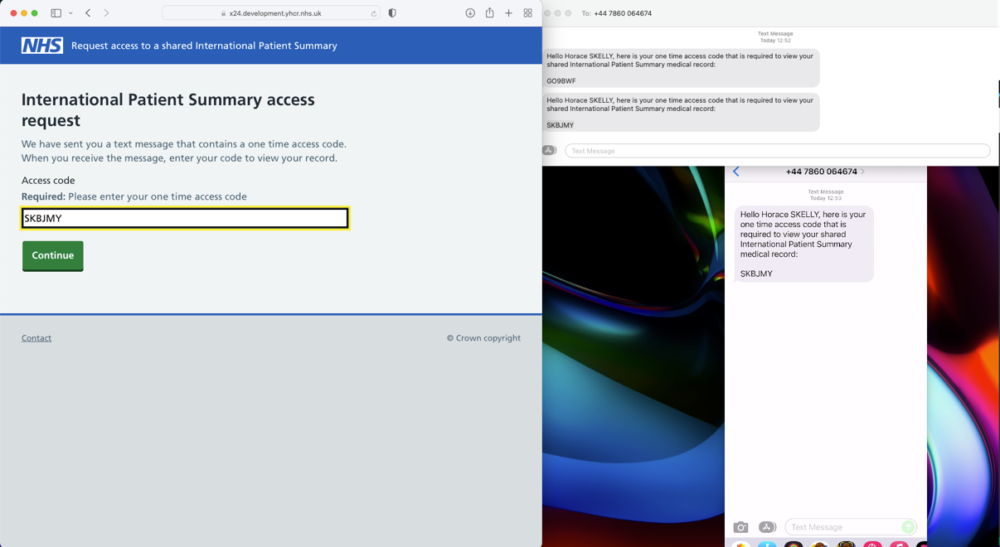 x24.development.yhcr.nhs.uk
NHS Request access to a shared International Patient Summary
International Patient Summary access
request
We have sent you a text message that contains a one time access code.
When you receive the message, enter your code to view your record.
Access code
Required: Please enter your one time access code
SKBJMY
Continue
Contact
© Crown copyright
To: +44 7860 064674
Text Message
Today 12:52
Hello Horace SKELLY, here is your one time access code that is required to view your
shared International Patient Summary medical record:
GO9BWF
Hello Horace SKELLY, here is your one time access code that is required to view your
shared International Patient Summary medical record:
SKBJMY
Text Message
+44 7860 064674
Text Message
Today 12:53
Hello Horace SKELLY, here is your
one time access code that is
required to view your shared
International Patient Summary
medical record:
SKBJMY
Text Message